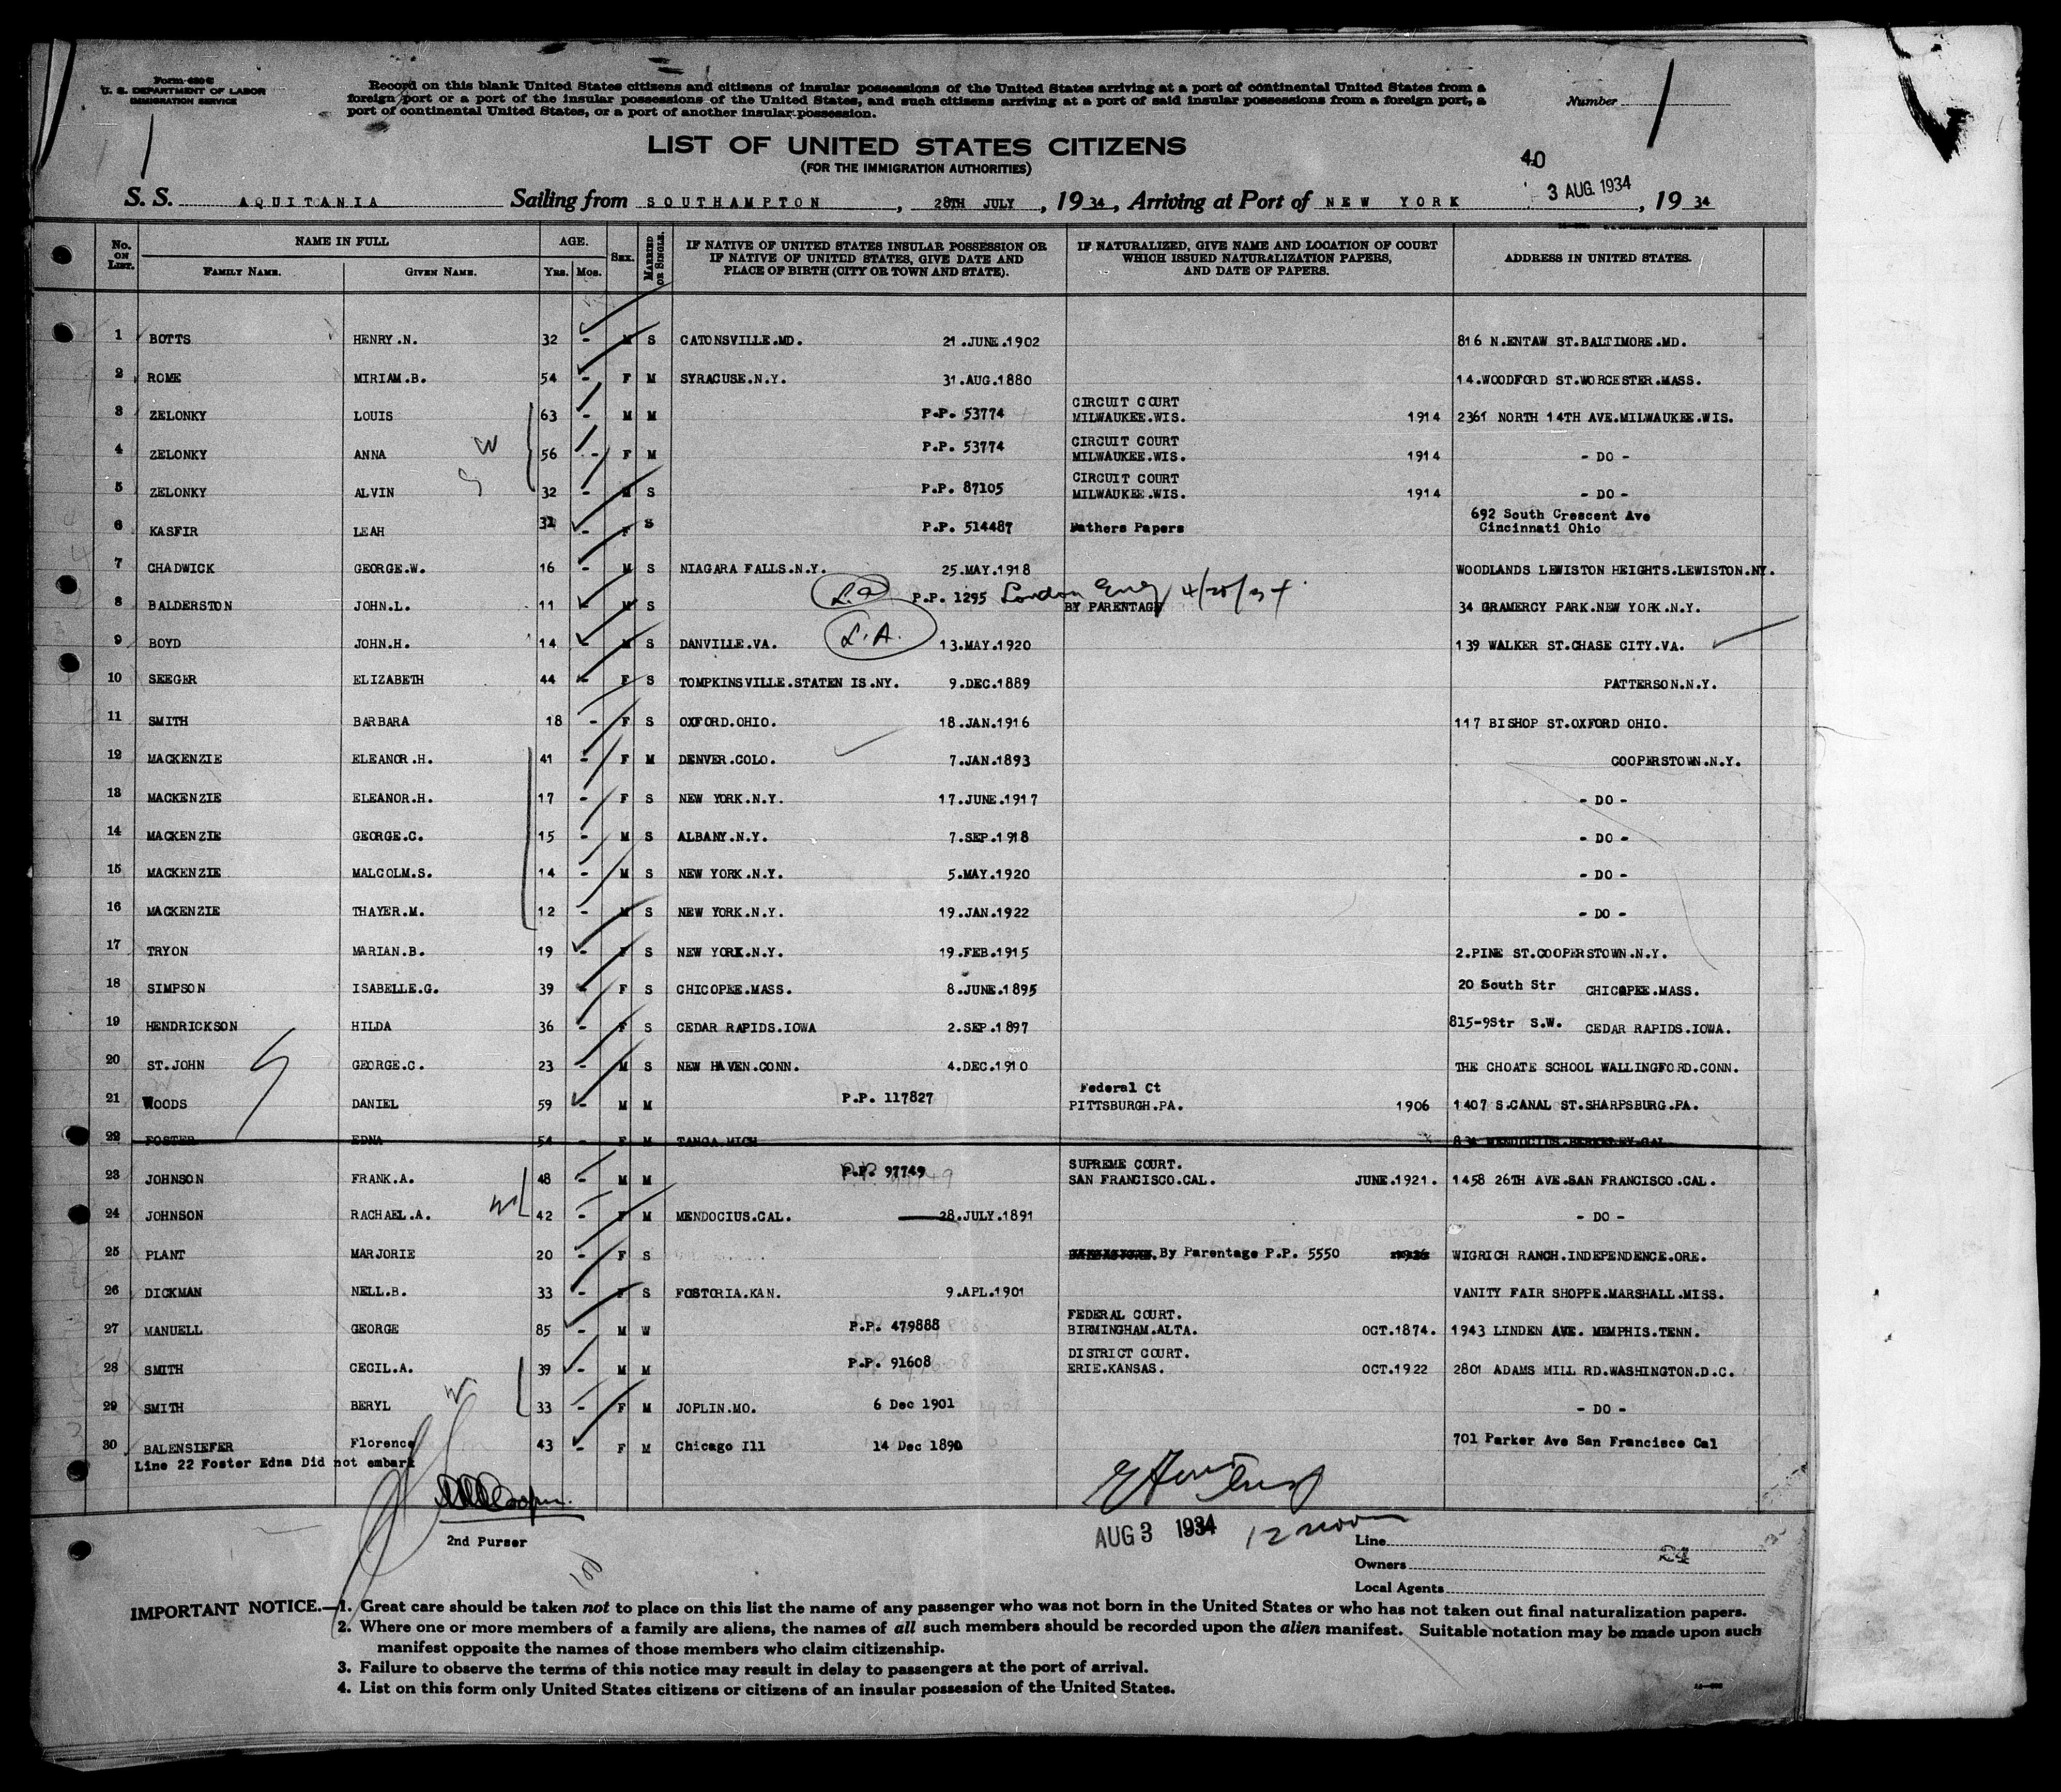 Form 630 C
U. S. DEPARTMENT OF LABOR
IMMIGRATION SERVICE
Record on this blank United States citizens and citizens of insular possessions of the United States arriving at a port of continental United States from a
foreign port or a port of the insular possessions of the United States, and such citizens arriving at a port of said insular possessions from a foreign port, a
port of continental United States, or a port of another insular possession.
Number
LIST OF UNITED STATES CITIZENS
(FOR THE IMMIGRATION AUTHORITIES)
40
S. S. AQUITANIA Sailing from SOUTHAMPTON, 28TH JULY, 1934, Arriving at Port of NEW YORK 3 AUG. 1934, 1934
No. ON LIST. NAME IN FULL FAMILY NAME. GIVEN NAME. AGE. YRS. MOS. SEX. MARRIED OR SINGLE. IF NATIVE OF UNITED STATES INSULAR POSSESSION OR IF NATIVE OF UNITED STATES, GIVE DATE AND PLACE OF BIRTH (CITY OR TOWN AND STATE). IF NATURALIZED, GIVE NAME AND LOCATION OF COURT WHICH ISSUED NATURALIZATION PAPERS, AND DATE OF PAPERS. ADDRESS IN UNITED STATES.
1 BOTTS HENRY.N. 32 - M S CATONSVILLE.MD. 21.JUNE.1902 816 N.ENTAW ST.BALTIMORE.MD.
2 ROME MIRIAM.B. 54 - F M SYRACUSE.N.Y. 31.AUG.1880 14.WOODFORD ST.WORCESTER.MASS.
3 ZELONKY LOUIS 63 - M M P.P. 53774 CIRCUIT COURT MILWAUKEE.WIS. 1914 2361 NORTH 14TH AVE.MILWAUKEE.WIS.
4 ZELONKY ANNA W 56 - F M P.P. 53774 CIRCUIT COURT MILWAUKEE.WIS. 1914 - DO -
5 ZELONKY ALVIN S 32 - M S P.P. 87105 CIRCUIT COURT MILWAUKEE.WIS. 1914 - DO -
6 KASFIR LEAH 32 - F S P.P. 514487 Fathers Papers 692 South Crescent Ave Cincinnati Ohio
7 CHADWICK GEORGE.W. 16 - M S NIAGARA FALLS.N.Y. 25.MAY.1918 WOODLANDS LEWISTON HEIGHTS.LEWISTON.NY.
8 BALDERSTON JOHN.L. 11 M S P.P. 1295 London Eng 4/20/34 BY PARENTAGE 34 GRAMERCY PARK.NEW YORK.N.Y.
9 BOYD JOHN.H. 14 M S DANVILLE.VA. L.A. 13.MAY.1920 139 WALKER ST.CHASE CITY.VA.
10 SEEGER ELIZABETH 44 - F S TOMPKINSVILLE.STATEN IS.NY. 9.DEC.1889 PATTERSON.N.Y.
11 SMITH BARBARA 18 - F S OXFORD.OHIO. 18.JAN.1916 117 BISHOP ST.OXFORD OHIO.
12 MACKENZIE ELEANOR.H. 41 - F M DENVER.COLO. 7.JAN.1893 COOPERSTOWN.N.Y.
13 MACKENZIE ELEANOR.H. 17 - F S NEW YORK.N.Y. 17.JUNE.1917 - DO -
14 MACKENZIE GEORGE.C. 15 - M S ALBANY.N.Y. 7.SEP.1918 - DO -
15 MACKENZIE MALCOLM.S. 14 - M S NEW YORK.N.Y. 5.MAY.1920 - DO -
16 MACKENZIE THAYER.M. 12 - M S NEW YORK.N.Y. 19.JAN.1922 - DO -
17 TRYON MARIAN.B. 19 - F S NEW YORK.N.Y. 19.FEB.1915 2.PINE ST.COOPERSTOWN.N.Y.
18 SIMPSON ISABELLE.G. 39 - F S CHICOPEE.MASS. 8.JUNE.1895 20 South Str CHICOPEE.MASS.
19 HENDRICKSON HILDA 36 - F S CEDAR RAPIDS.IOWA 2.SEP.1897 815-9Str S.W. CEDAR RAPIDS.IOWA.
20 ST.JOHN GEORGE.C. 23 - M S NEW HAVEN.CONN. 4.DEC.1910 THE CHOATE SCHOOL WALLINGFORD.CONN.
21 WOODS DANIEL 59 - M M P.P. 117827 Federal Ct PITTSBURGH.PA. 1906 1407 S.CANAL ST.SHARPSBURG.PA.
22 FOSTER EDNA 54 - F M MICH MENDOCIUS.BERKELEY.CAL
23 JOHNSON FRANK.A. 48 - M M P.P. 97749 SUPREME COURT. SAN FRANCISCO.CAL. JUNE.1921. 1458 26TH AVE.SAN FRANCISCO.CAL.
24 JOHNSON RACHAEL.A. W 42 - F M MENDOCIUS.CAL. 28.JULY.1891 - DO -
25 PLANT MARJORIE 20 - F S By Parentage P.P. 5550 WIGRICH RANCH.INDEPENDENCE.ORE.
26 DICKMAN NELL.B. 33 - F S FOSTORIA.KAN. 9.APL.1901 VANITY FAIR SHOPPE.MARSHALL.MISS.
27 MANUELL GEORGE 85 - M W P.P. 479888 FEDERAL COURT. BIRMINGHAM.ALTA. OCT.1874. 1943 LINDEN AVE. MEMPHIS.TENN.
28 SMITH CECIL.A. 39 - M M P.P. 91608 DISTRICT COURT. ERIE.KANSAS. OCT.1922 2801 ADAMS MILL RD.WASHINGTON.D.C.
29 SMITH BERYL W 33 - F M JOPLIN.MO. 6 Dec 1901 - DO -
30 BALENSIEFER Florence 43 - F M Chicago Ill 14 Dec 1890 701 Parker Ave San Francisco Cal
Line 22 Foster Edna Did not embark
2nd Purser
AUG 3 1934 12 noon
Line
Owners
Local Agents
24
IMPORTANT NOTICE.—1. Great care should be taken not to place on this list the name of any passenger who was not born in the United States or who has not taken out final naturalization papers.
2. Where one or more members of a family are aliens, the names of all such members should be recorded upon the alien manifest. Suitable notation may be made upon such
manifest opposite the names of those members who claim citizenship.
3. Failure to observe the terms of this notice may result in delay to passengers at the port of arrival.
4. List on this form only United States citizens or citizens of an insular possession of the United States.